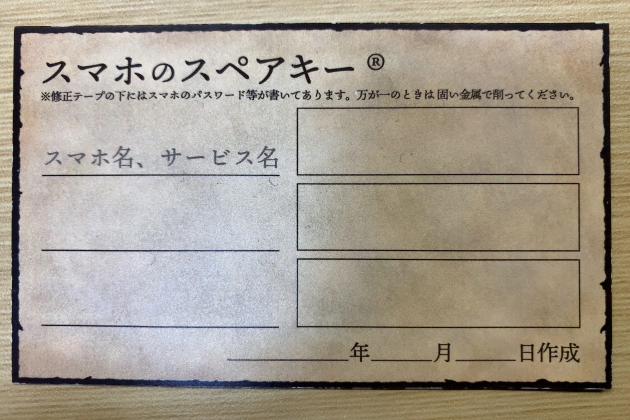 スマホのスペアキー®
※修正テープの下にはスマホのパスワード等が書いてあります。万が一のときは固い金属で削ってください。
スマホ名、サービス名
年 月 日作成